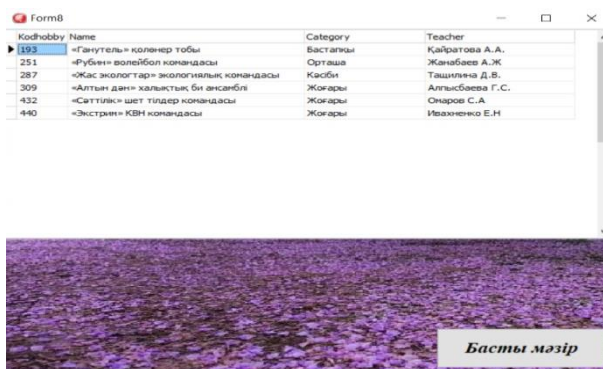 Form8
Kodhobby Name Category Teacher
193 «Ганутель» қолөнер тобы Бастапқы Қайратова А.А.
251 «Рубин» волейбол командасы Орташа Жанабаев А.Ж
287 «Жас экологтар» экологиялық командасы Кәсіби Тащилина Д.В.
309 «Алтын дән» халықтық би ансамблі Жоғары Алпысбаева Г.С.
432 «Сәттілік» шет тілдер командасы Жоғары Омаров С.А
440 «Экстрим» КВН командасы Жоғары Ивахненко Е.Н
Басты мәзір